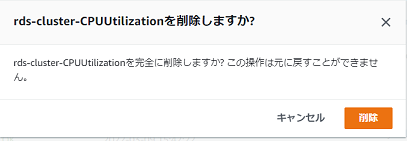 rds-cluster-CPUUtilizationを削除しますか?
rds-cluster-CPUUtilizationを完全に削除しますか? この操作は元に戻すことができませ
ん。
キャンセル
削除